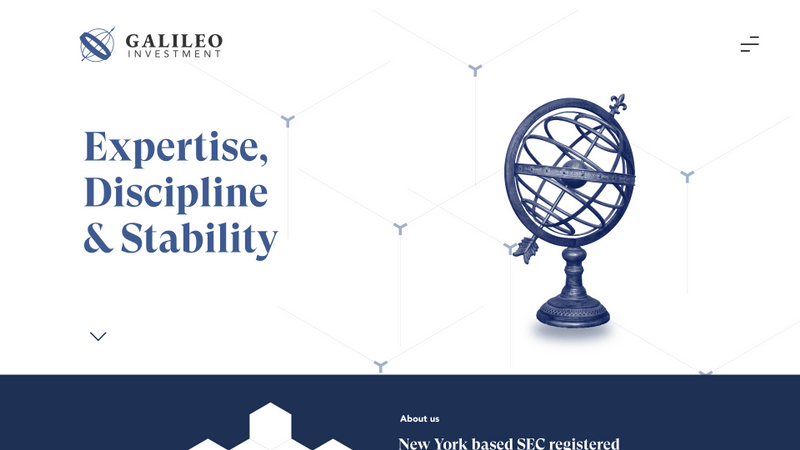 GALILEO
INVESTMENT
Expertise,
Discipline
& Stability
About us
New York based SEC registered